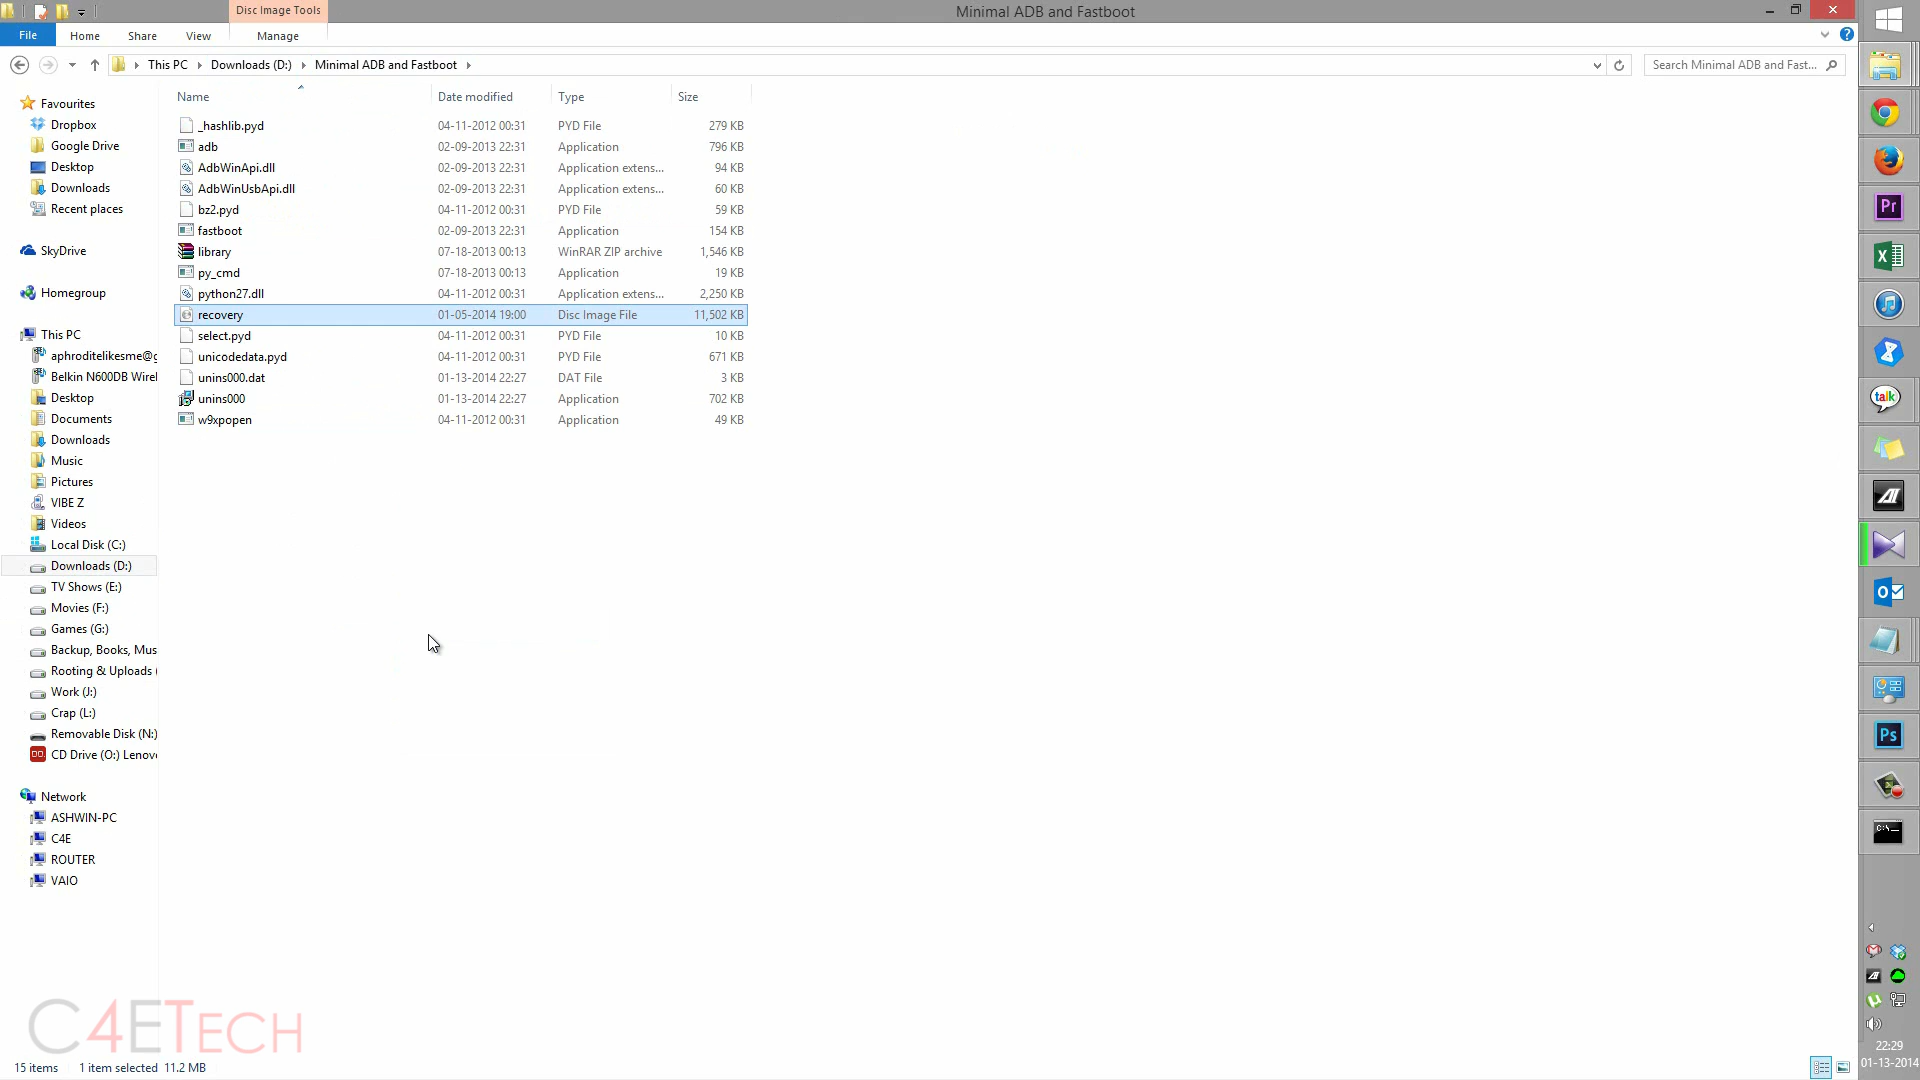 Disc Image Tools
Minimal ADB and Fastboot
File Home Share View Manage
This PC Downloads (D:) Minimal ADB and Fastboot
Search Minimal ADB and Fast...
Name Date modified Type Size
_hashlib.pyd 04-11-2012 00:31 PYD File 279 KB
adb 02-09-2013 22:31 Application 796 KB
AdbWinApi.dll 02-09-2013 22:31 Application extens... 94 KB
AdbWinUsbApi.dll 02-09-2013 22:31 Application extens... 60 KB
bz2.pyd 04-11-2012 00:31 PYD File 59 KB
fastboot 02-09-2013 22:31 Application 154 KB
library 07-18-2013 00:13 WinRAR ZIP archive 1,546 KB
py_cmd 07-18-2013 00:13 Application 19 KB
python27.dll 04-11-2012 00:31 Application extens... 2,250 KB
recovery 01-05-2014 19:00 Disc Image File 11,502 KB
select.pyd 04-11-2012 00:31 PYD File 10 KB
unicodedata.pyd 04-11-2012 00:31 PYD File 671 KB
unins000.dat 01-13-2014 22:27 DAT File 3 KB
unins000 01-13-2014 22:27 Application 702 KB
w9xpopen 04-11-2012 00:31 Application 49 KB
Favourites
Dropbox
Google Drive
Desktop
Downloads
Recent places
SkyDrive
Homegroup
This PC
aphroditelikesme@g
Belkin N600DB Wirel
Desktop
Documents
Downloads
Music
Pictures
VIBE Z
Videos
Local Disk (C:)
Downloads (D:)
TV Shows (E:)
Movies (F:)
Games (G:)
Backup, Books, Mus
Rooting & Uploads (
Work (J:)
Crap (L:)
Removable Disk (N:)
CD Drive (O:) Lenov
Network
ASHWIN-PC
C4E
ROUTER
VAIO
C4ETECH
15 items 1 item selected 11.2 MB
Pr
talk
Ps
C:\
22:29
01-13-2014